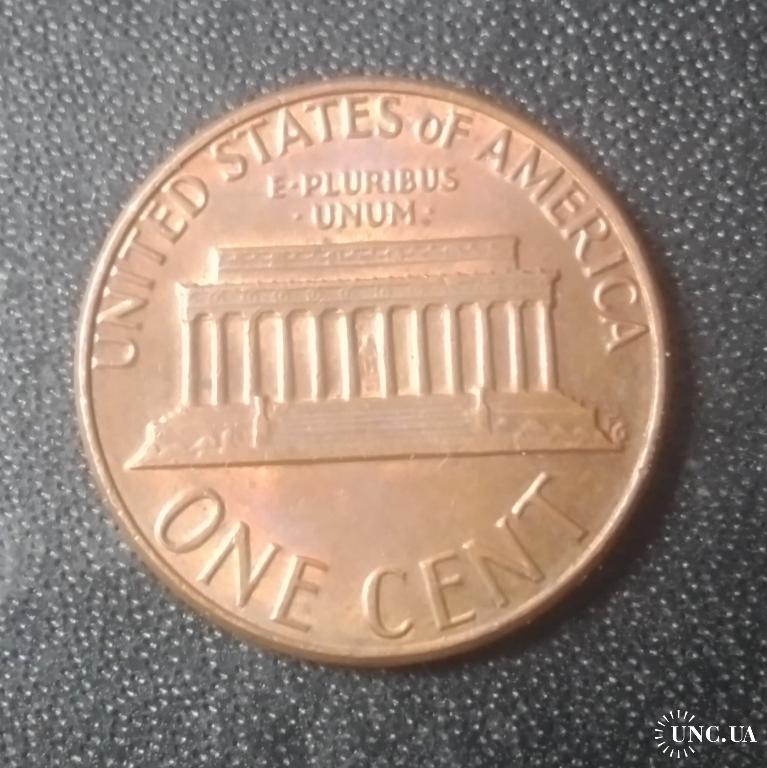 UNITED STATES OF AMERICA
E·PLURIBUS
·UNUM·
ONE CENT
UNC.UA